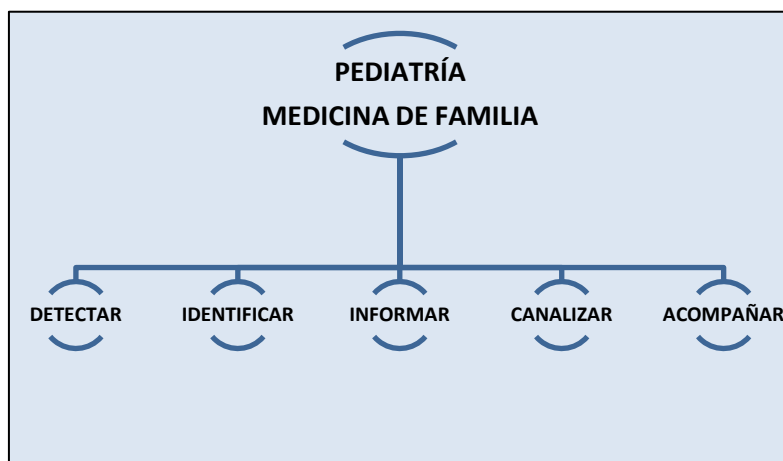 PEDIATRÍA
MEDICINA DE FAMILIA
DETECTAR
IDENTIFICAR
INFORMAR
CANALIZAR
ACOMPAÑAR